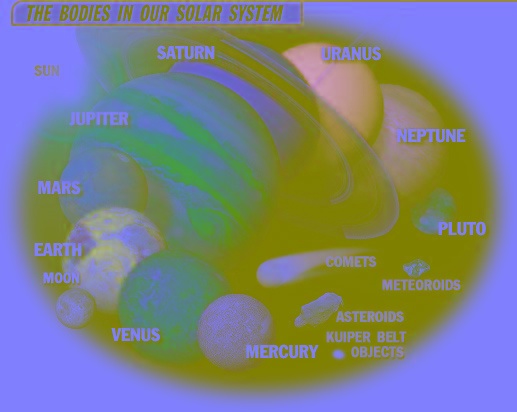 THE BODIES IN OUR SOLAR SYSTEM
SATURN
URANUS
SUN
JUPITER
NEPTUNE
MARS
PLUTO
EARTH
COMETS
MOON
METEOROIDS
ASTEROIDS
VENUS
KUIPER BELT
OBJECTS
MERCURY